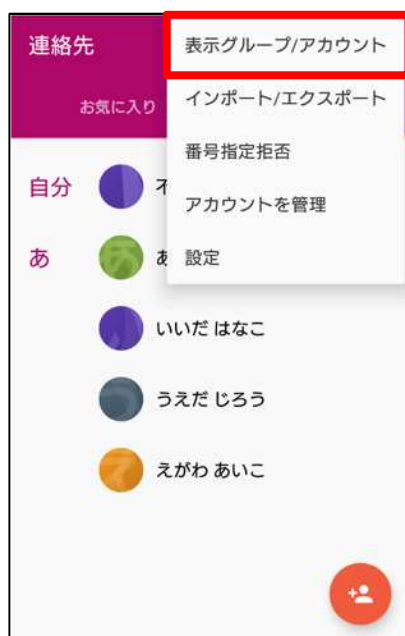 連絡先
お気に入り
表示グループ/アカウント
インポート/エクスポート
番号指定拒否
アカウントを管理
設定
自分
あ
いいだ はなこ
うえだ じろう
えがわ あいこ